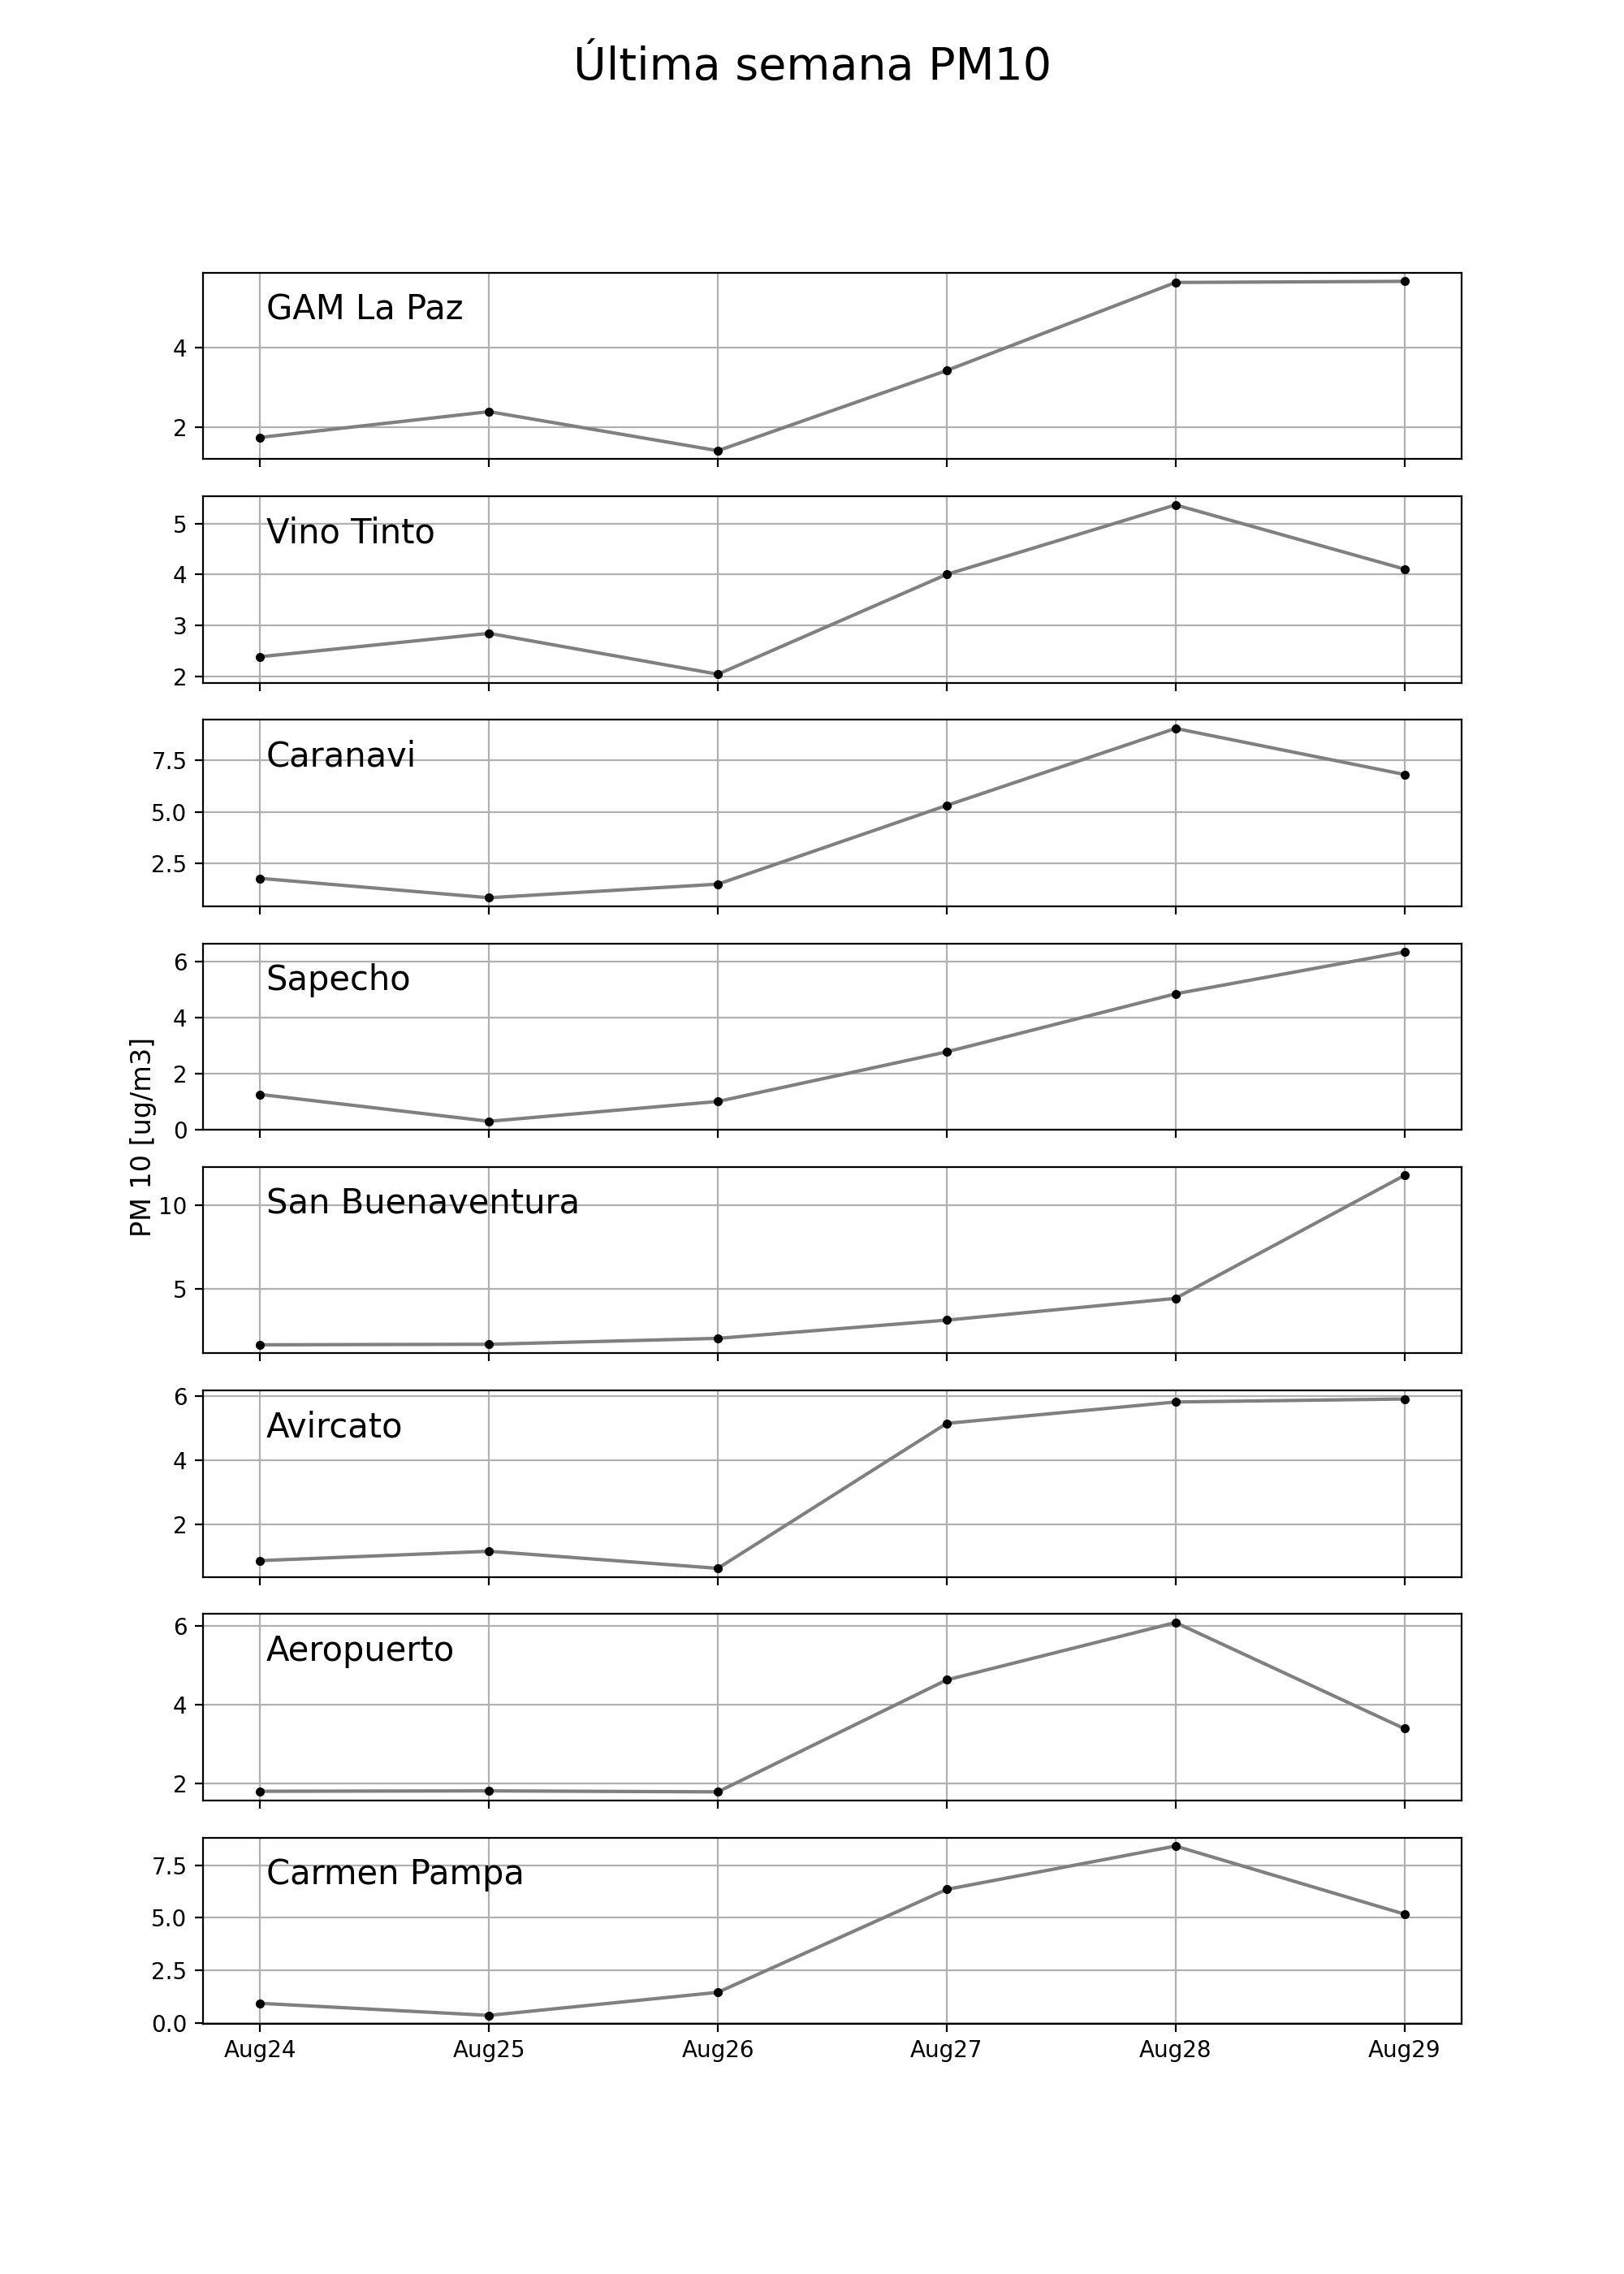 Última semana PM10
GAM La Paz
4
2
Vino Tinto
5
4
3
2
Caranavi
7.5
5.0
2.5
Sapecho
6
4
2
0
PM 10 [ug/m3]
San Buenaventura
10
5
Avircato
6
4
2
Aeropuerto
6
4
2
Carmen Pampa
7.5
5.0
2.5
0.0
Aug24 Aug25 Aug26 Aug27 Aug28 Aug29